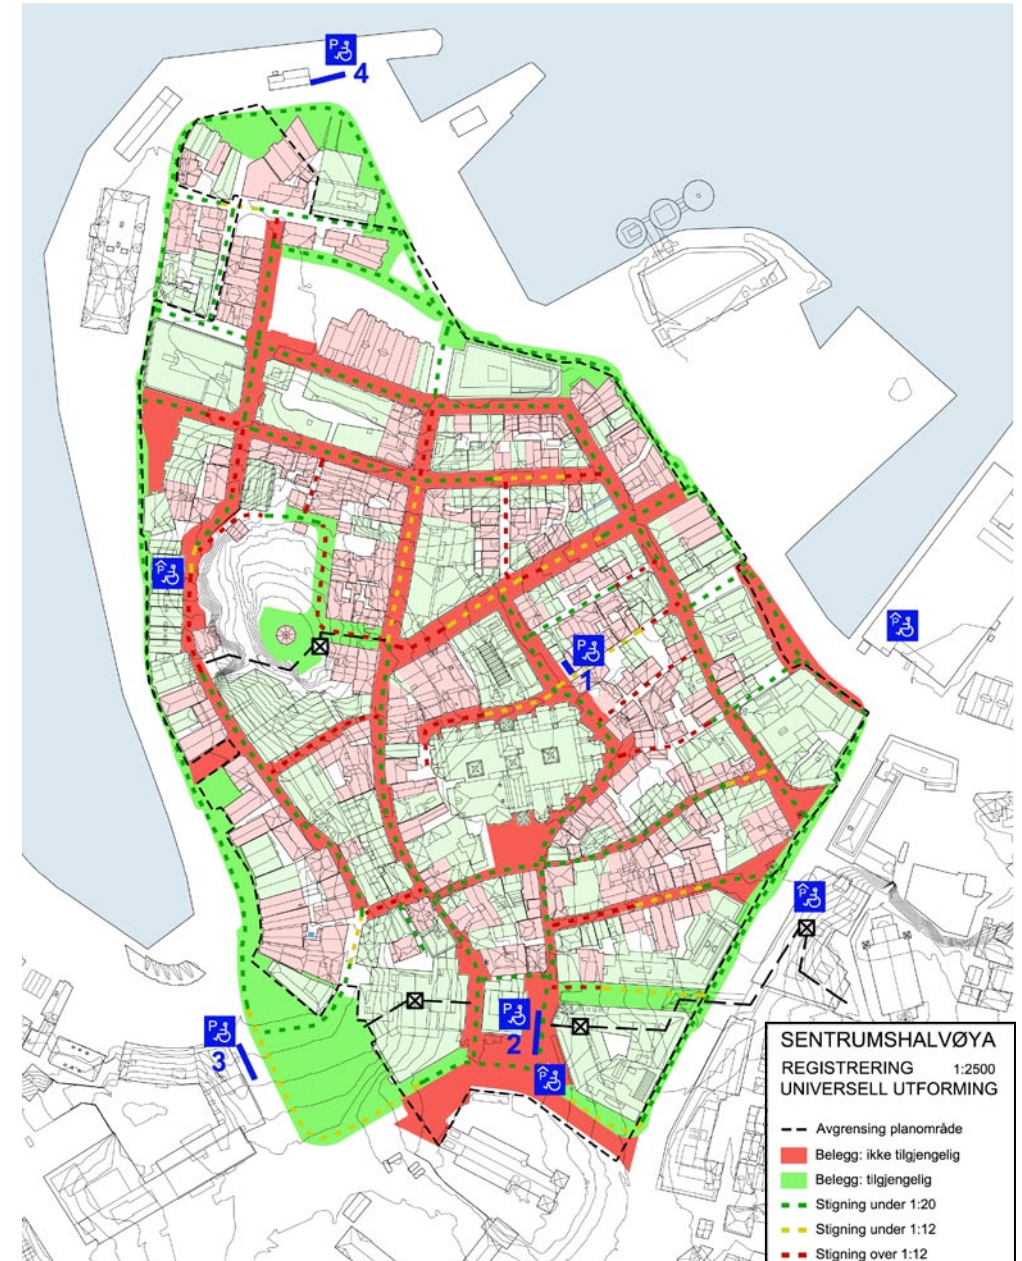 P
4
P
P
P
1
P
P
P
3
P
2
P
SENTRUMSHALVØYA
REGISTRERING 1:2500
UNIVERSELL UTFORMING
Avgrensing planområde
Belegg: ikke tilgjengelig
Belegg: tilgjengelig
Stigning under 1:20
Stigning under 1:12
Stigning over 1:12